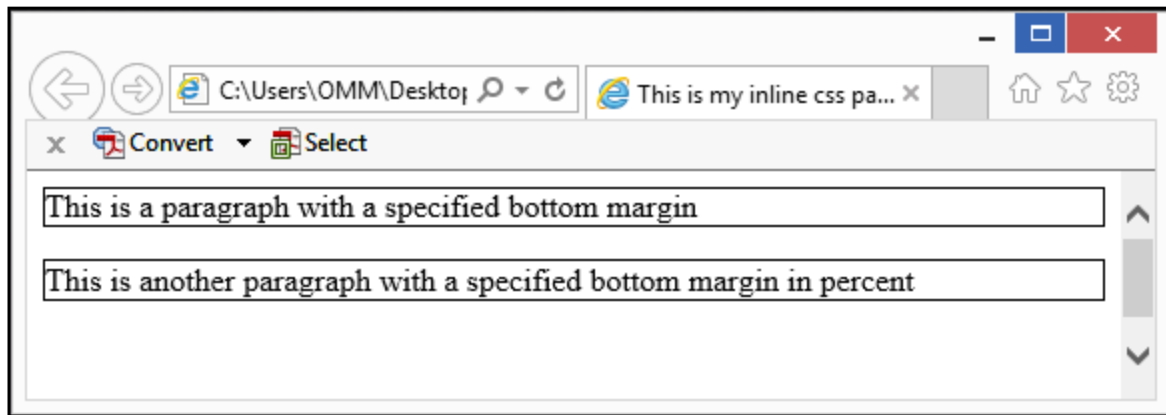 C:\Users\OMM\Desktop
This is my inline css pa...
Convert
Select
This is a paragraph with a specified bottom margin
This is another paragraph with a specified bottom margin in percent